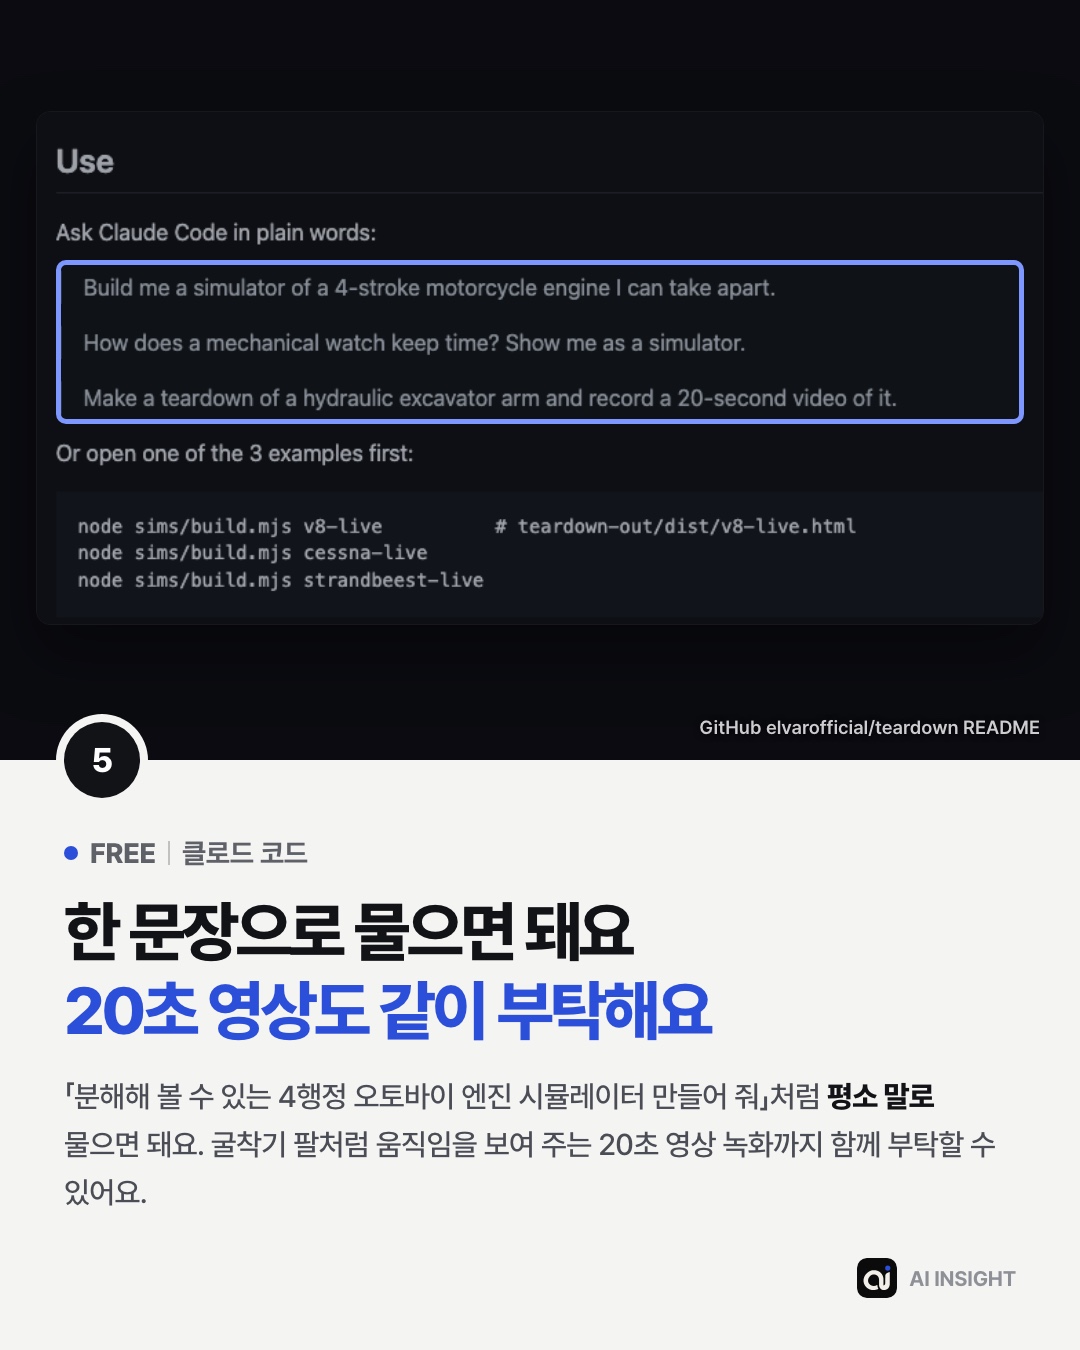 Use
Ask Claude Code in plain words:
Build me a simulator of a 4-stroke motorcycle engine I can take apart.
How does a mechanical watch keep time? Show me as a simulator.
Make a teardown of a hydraulic excavator arm and record a 20-second video of it.
Or open one of the 3 examples first:
node sims/build.mjs v8-live # teardown-out/dist/v8-live.html
node sims/build.mjs cessna-live
node sims/build.mjs strandbeest-live
GitHub elvarofficial/teardown README
5
FREE | 클로드 코드
한 문장으로 물으면 돼요
20초 영상도 같이 부탁해요
「분해해 볼 수 있는 4행정 오토바이 엔진 시뮬레이터 만들어 줘」처럼 평소 말로
물으면 돼요. 굴착기 팔처럼 움직임을 보여 주는 20초 영상 녹화까지 함께 부탁할 수
있어요.
ai AI INSIGHT